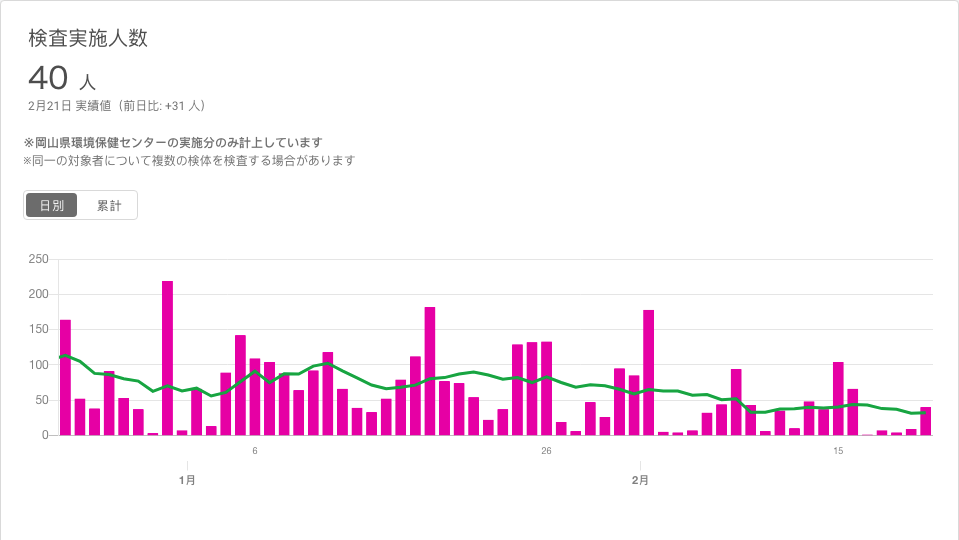 検査実施人数
40 人
2月21日 実績値（前日比: +31 人）
※岡山県環境保健センターの実施分のみ計上しています
※同一の対象者について複数の検体を検査する場合があります
日別 累計
250
200
150
100
50
0
6 26 15
1月 2月